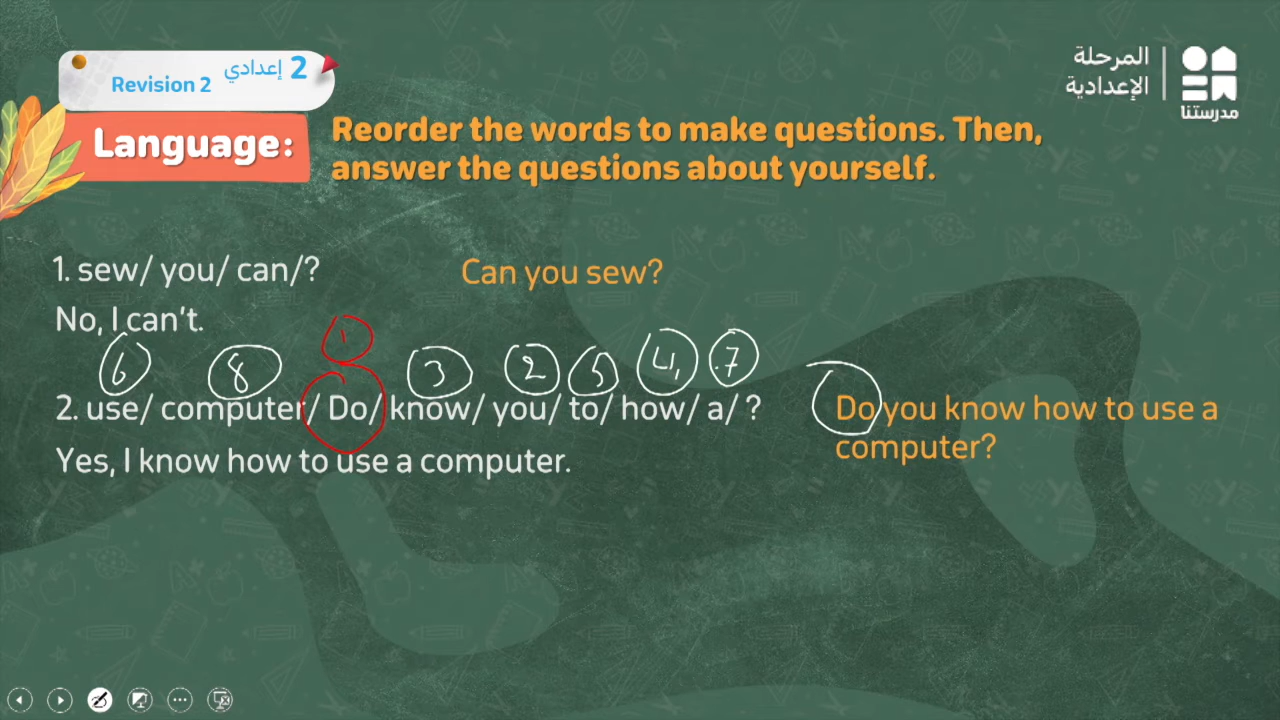 2 إعدادي
Revision 2
المرحلة
الإعدادية
مدرستنا
Language:
Reorder the words to make questions. Then,
answer the questions about yourself.
1. sew/ you/ can/?
Can you sew?
No, I can't.
6 8 1 3 2 5 4 7
2. use/ computer/ Do/ know/ you/ to/ how/ a/ ?
Do you know how to use a
computer?
Yes, I know how to use a computer.